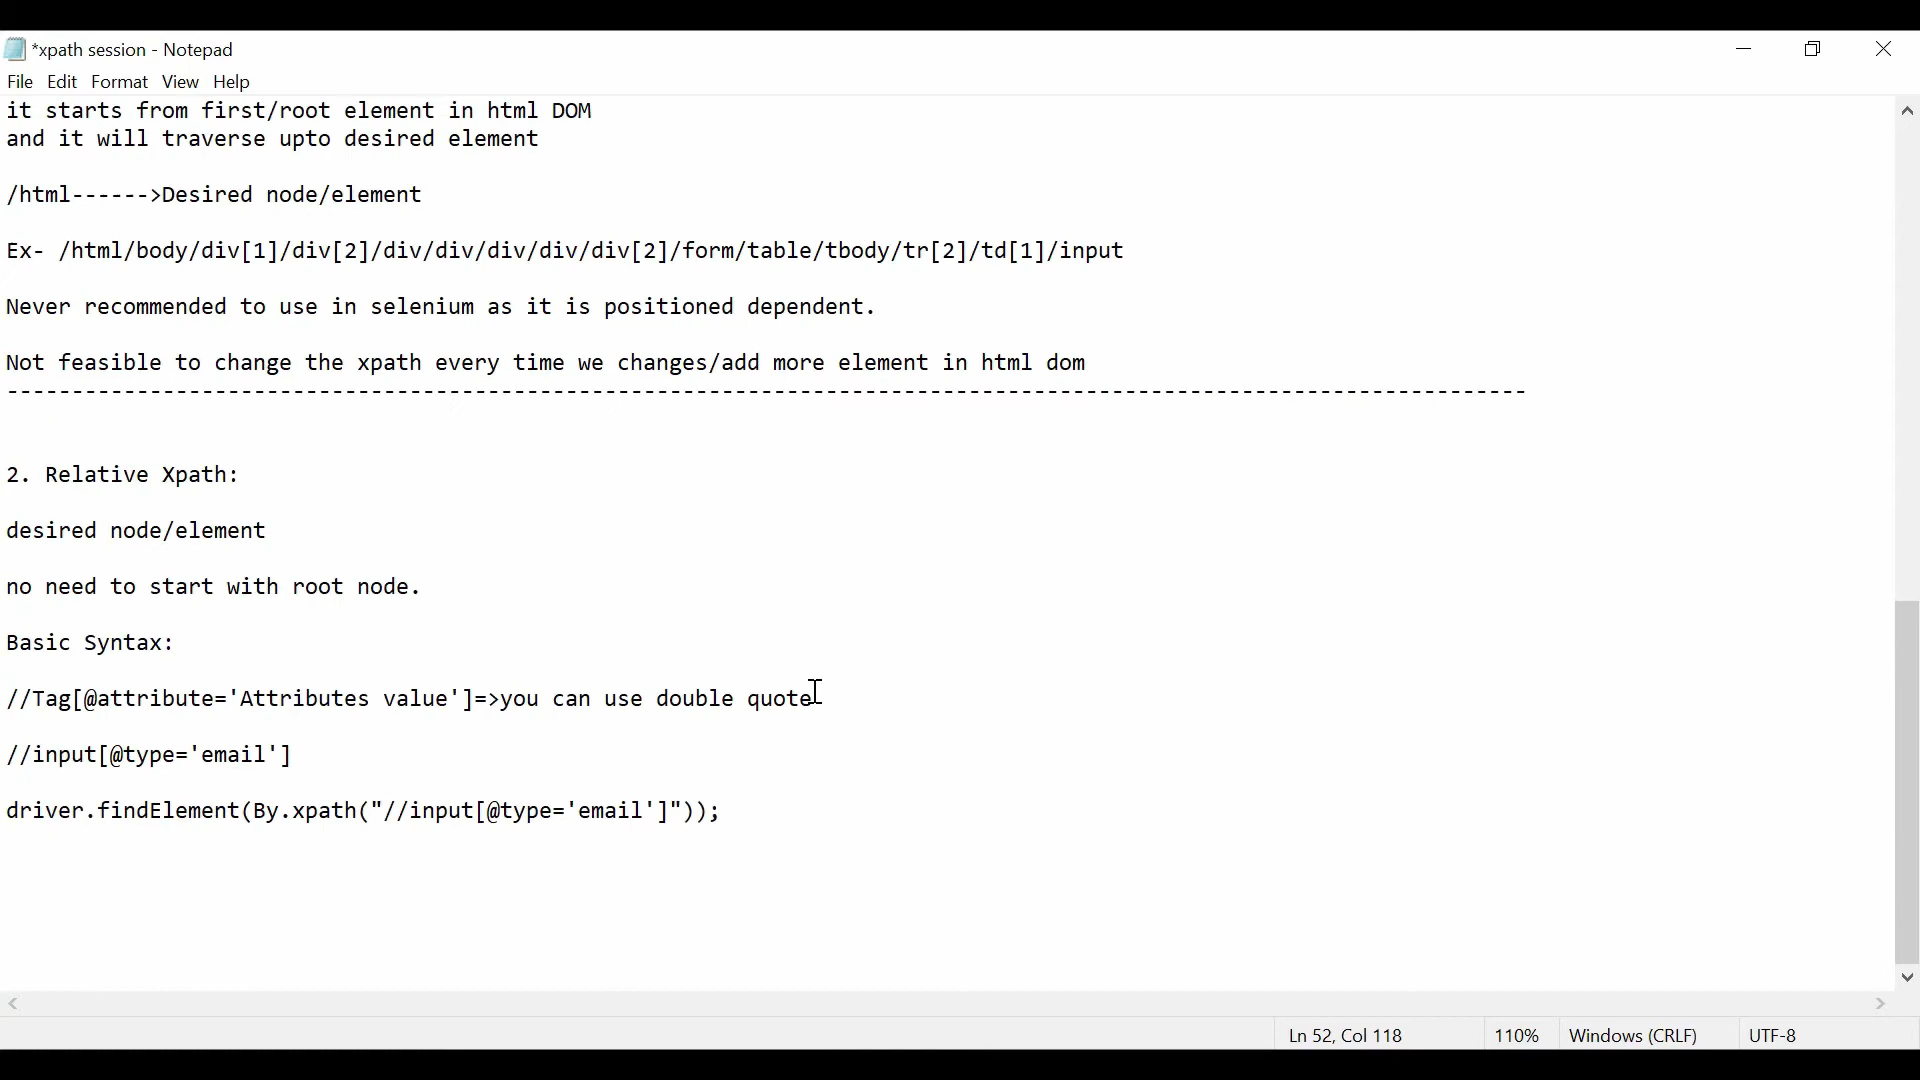 *xpath session - Notepad
File Edit Format View Help
it starts from first/root element in html DOM
and it will traverse upto desired element
/html------>Desired node/element
Ex- /html/body/div[1]/div[2]/div/div/div/div/div[2]/form/table/tbody/tr[2]/td[1]/input
Never recommended to use in selenium as it is positioned dependent.
Not feasible to change the xpath every time we changes/add more element in html dom
---------------------------------------------------------------------------------------------------------------------
2. Relative Xpath:
desired node/element
no need to start with root node.
Basic Syntax:
//Tag[@attribute='Attributes value']=>you can use double quote
//input[@type='email']
driver.findElement(By.xpath("//input[@type='email']"));
Ln 52, Col 118 110% Windows (CRLF) UTF-8